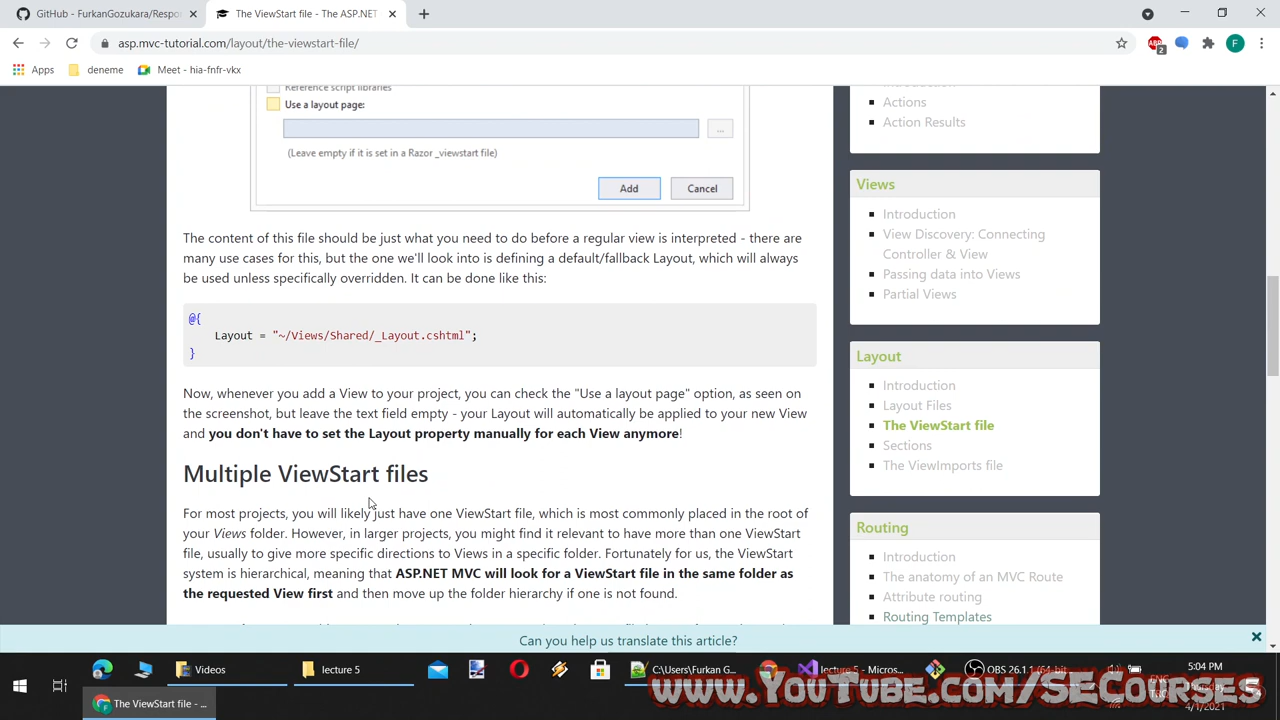 GitHub - FurkanGozukara/Respo
The ViewStart file - The ASP.NET
asp.mvc-tutorial.com/layout/the-viewstart-file/
Apps
deneme
Meet - hia-fnfr-vkx
Reference script libraries
Use a layout page:
...
(Leave empty if it is set in a Razor _viewstart file)
Add
Cancel
The content of this file should be just what you need to do before a regular view is interpreted - there are
many use cases for this, but the one we'll look into is defining a default/fallback Layout, which will always
be used unless specifically overridden. It can be done like this:
@{
Layout = "~/Views/Shared/_Layout.cshtml";
}
Now, whenever you add a View to your project, you can check the "Use a layout page" option, as seen on
the screenshot, but leave the text field empty - your Layout will automatically be applied to your new View
and you don't have to set the Layout property manually for each View anymore!
Multiple ViewStart files
For most projects, you will likely just have one ViewStart file, which is most commonly placed in the root of
your Views folder. However, in larger projects, you might find it relevant to have more than one ViewStart
file, usually to give more specific directions to Views in a specific folder. Fortunately for us, the ViewStart
system is hierarchical, meaning that ASP.NET MVC will look for a ViewStart file in the same folder as
the requested View first and then move up the folder hierarchy if one is not found.
Actions
Action Results
Views
Introduction
View Discovery: Connecting
Controller & View
Passing data into Views
Partial Views
Layout
Introduction
Layout Files
The ViewStart file
Sections
The ViewImports file
Routing
Introduction
The anatomy of an MVC Route
Attribute routing
Routing Templates
Can you help us translate this article?
Videos
lecture 5
C:\Users\Furkan G...
lecture 5 - Micros...
OBS 26.1.1 (64-bit...
5:04 PM
ENG
4/1/2021
The ViewStart file - ...
www.YouTube.com/SECourses